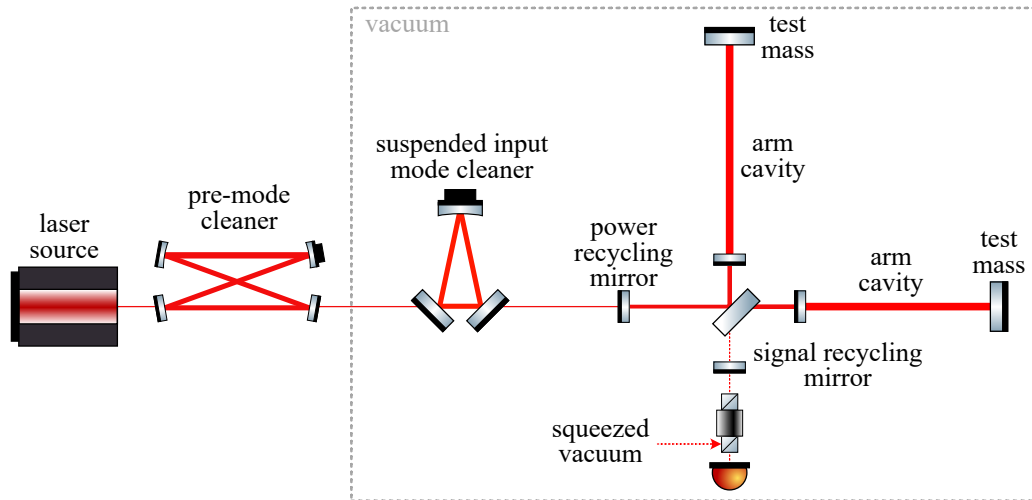 vacuum
test
mass
suspended input
mode cleaner
arm
cavity
pre-mode
cleaner
laser
source
power
recycling
mirror
arm
cavity
test
mass
signal recycling
mirror
squeezed
vacuum